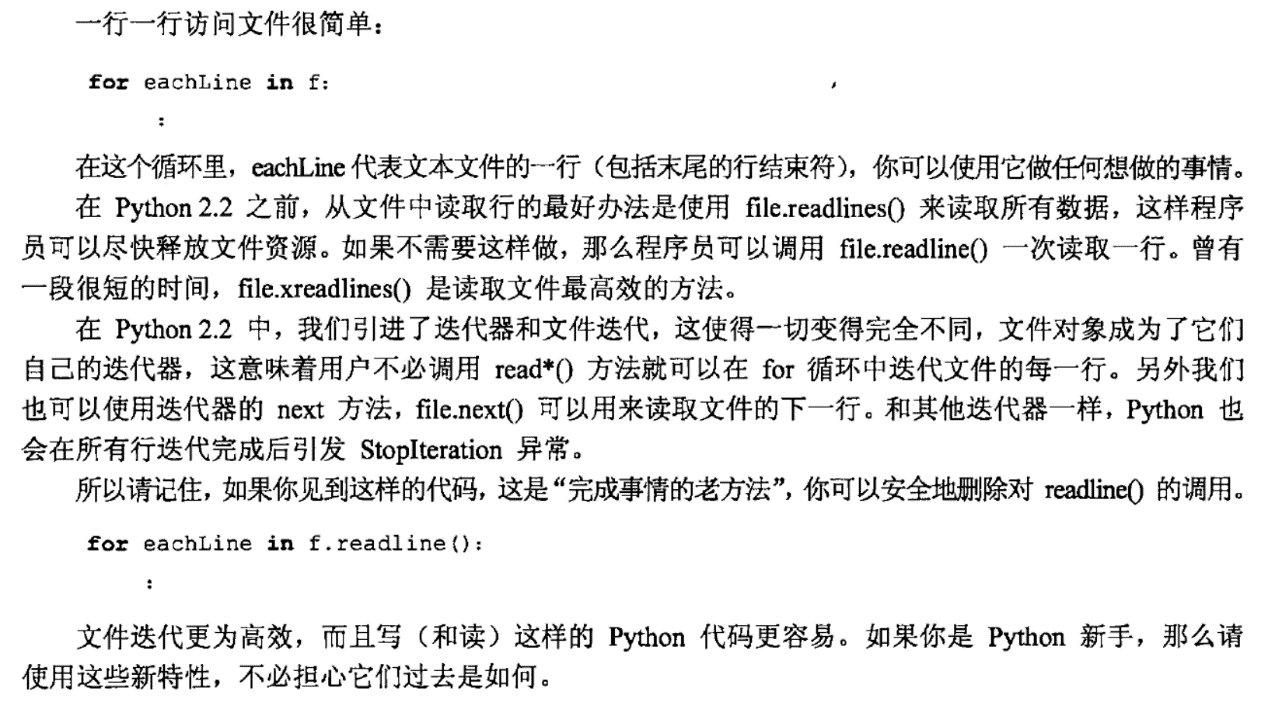 一行一行访问文件很简单：
for eachLine in f:
:
在这个循环里，eachLine 代表文本文件的一行（包括末尾的行结束符），你可以使用它做任何想做的事情。
在 Python 2.2 之前，从文件中读取行的最好办法是使用 file.readlines() 来读取所有数据，这样程序
员可以尽快释放文件资源。如果不需要这样做，那么程序员可以调用 file.readline() 一次读取一行。曾有
一段很短的时间，file.xreadlines() 是读取文件最高效的方法。
在 Python 2.2 中，我们引进了迭代器和文件迭代，这使得一切变得完全不同，文件对象成为了它们
自己的迭代器，这意味着用户不必调用 read*() 方法就可以在 for 循环中迭代文件的每一行。另外我们
也可以使用迭代器的 next 方法，file.next() 可以用来读取文件的下一行。和其他迭代器一样，Python 也
会在所有行迭代完成后引发 StopIteration 异常。
所以请记住，如果你见到这样的代码，这是“完成事情的老方法”，你可以安全地删除对 readline() 的调用。
for eachLine in f.readline():
:
文件迭代更为高效，而且写（和读）这样的 Python 代码更容易。如果你是 Python 新手，那么请
使用这些新特性，不必担心它们过去是如何。